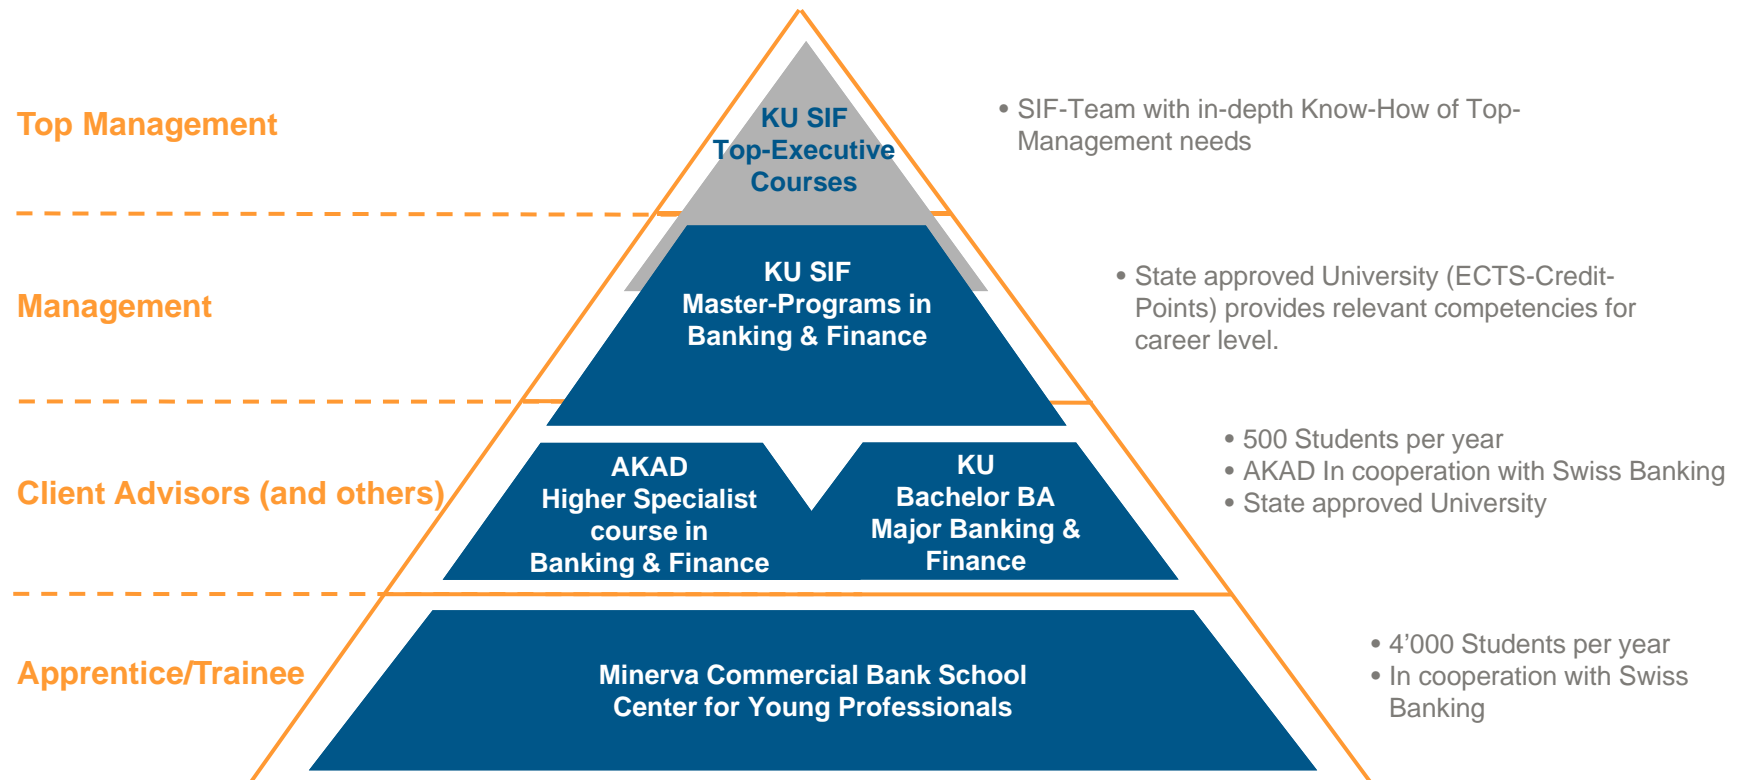 Top Management
KU SIF
Top-Executive
Courses
• SIF-Team with in-depth Know-How of Top-
Management needs
Management
KU SIF
Master-Programs in
Banking & Finance
• State approved University (ECTS-Credit-
Points) provides relevant competencies for
career level.
Client Advisors (and others)
AKAD
Higher Specialist
course in
Banking & Finance
KU
Bachelor BA
Major Banking &
Finance
• 500 Students per year
• AKAD In cooperation with Swiss Banking
• State approved University
Apprentice/Trainee
Minerva Commercial Bank School
Center for Young Professionals
• 4’000 Students per year
• In cooperation with Swiss
Banking